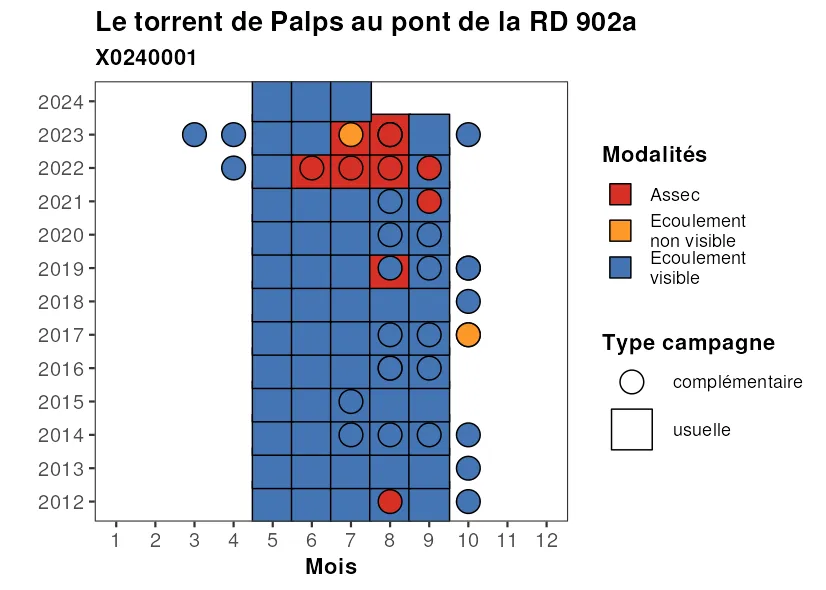 Le torrent de Palps au pont de la RD 902a
X0240001
2024
2023
2022
2021
2020
2019
2018
2017
2016
2015
2014
2013
2012
1 2 3 4 5 6 7 8 9 10 11 12
Mois
Modalités
Assec
Ecoulement
non visible
Ecoulement
visible
Type campagne
complémentaire
usuelle